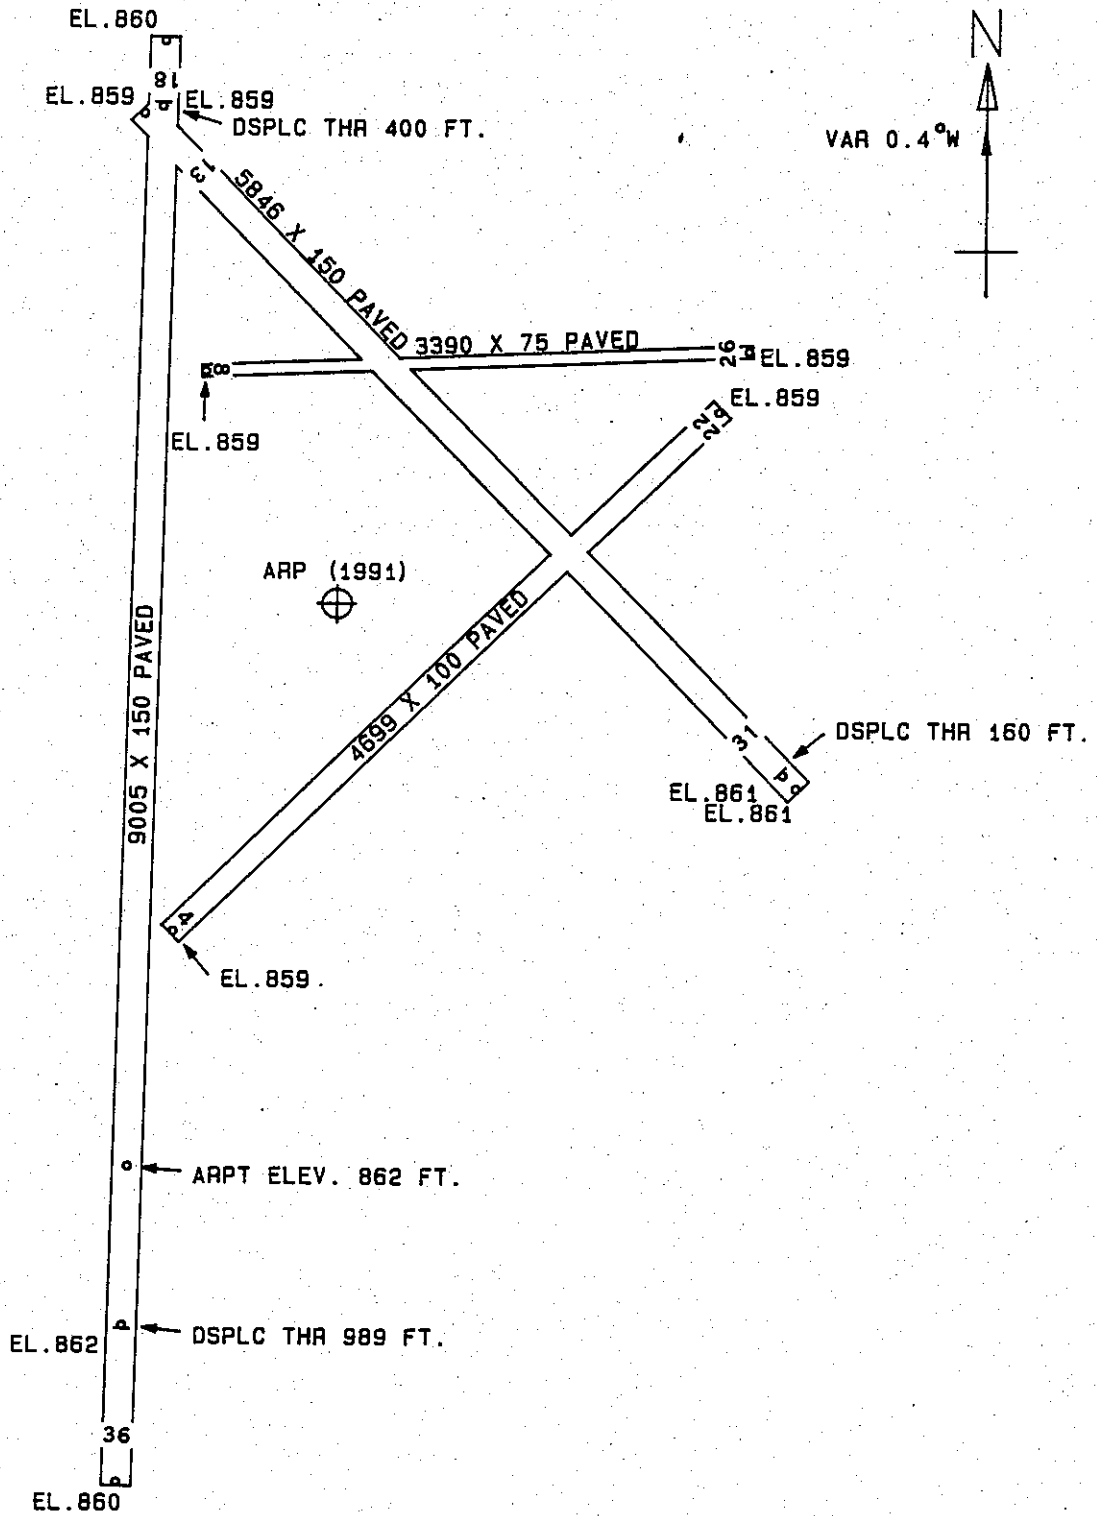 EL.860
N
18
EL.859
EL.859
DSPLC THR 400 FT.
VAR 0.4°W
13
5846 X 150 PAVED
3390 X 75 PAVED
26
EL.859
8
EL.859
22
EL.859
ARP (1991)
9005 X 150 PAVED
4699 X 100 PAVED
31
DSPLC THR 160 FT.
EL.861
EL.861
4
EL.859
ARPT ELEV. 862 FT.
DSPLC THR 989 FT.
EL.862
36
EL.860